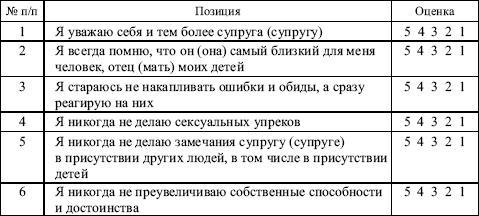 № п/п Позиция Оценка
1 Я уважаю себя и тем более супруга (супругу) 5 4 3 2 1
2 Я всегда помню, что он (она) самый близкий для меня 5 4 3 2 1
человек, отец (мать) моих детей
3 Я стараюсь не накапливать ошибки и обиды, а сразу 5 4 3 2 1
реагирую на них
4 Я никогда не делаю сексуальных упреков 5 4 3 2 1
5 Я никогда не делаю замечания супругу (супруге) 5 4 3 2 1
в присутствии других людей, в том числе в присутствии
детей
6 Я никогда не преувеличиваю собственные способности 5 4 3 2 1
и достоинства